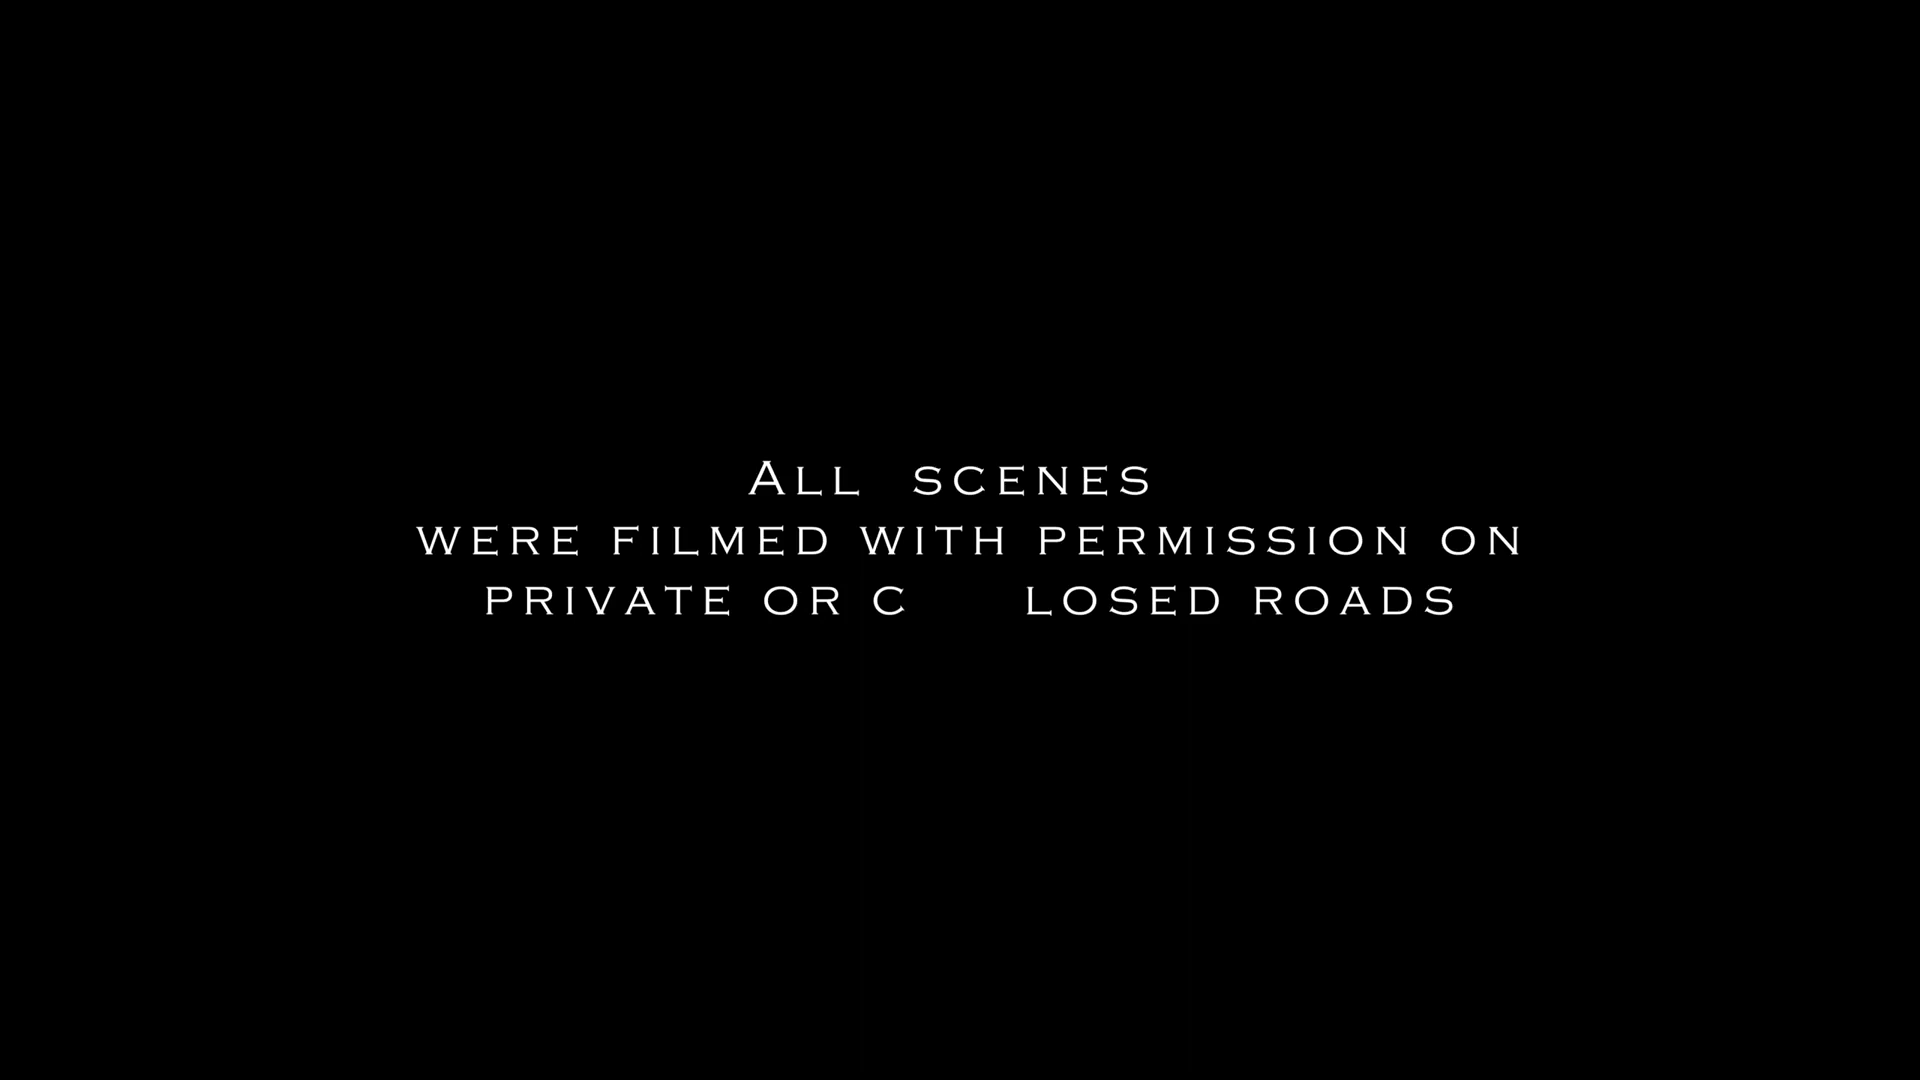 All scenes
were filmed with permission on
private or c losed roads